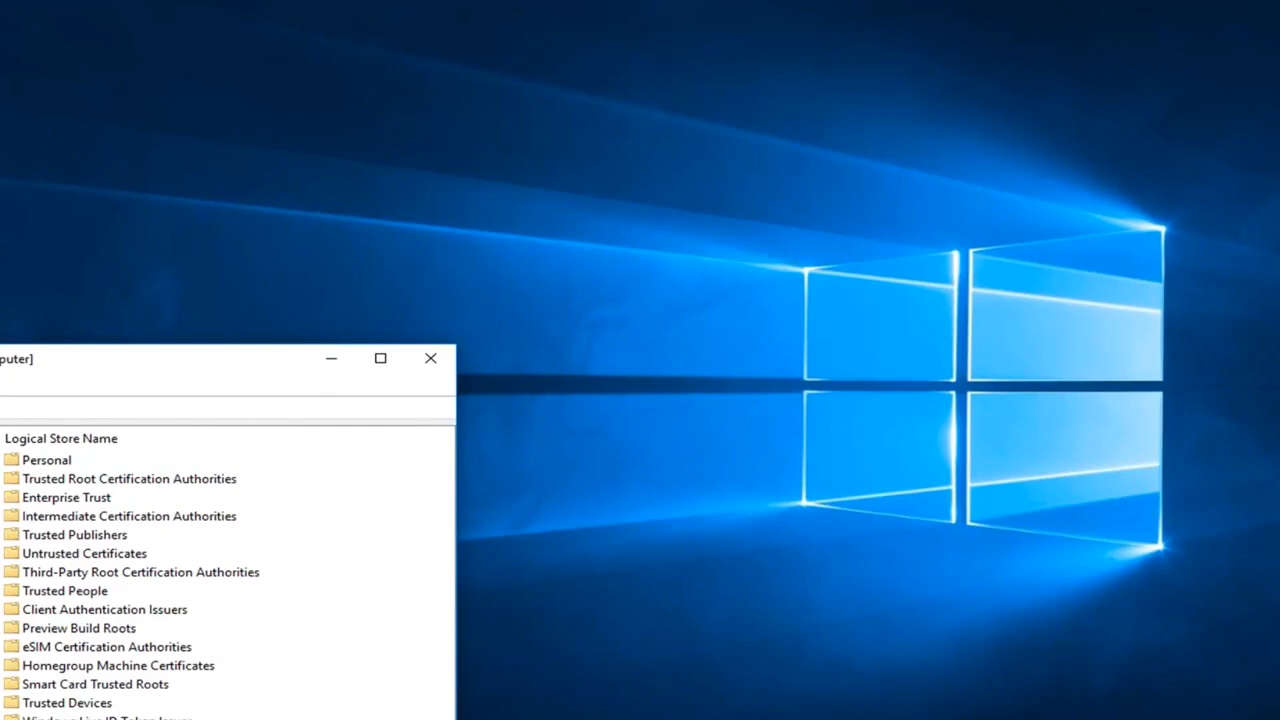 puter]
Logical Store Name
Personal
Trusted Root Certification Authorities
Enterprise Trust
Intermediate Certification Authorities
Trusted Publishers
Untrusted Certificates
Third-Party Root Certification Authorities
Trusted People
Client Authentication Issuers
Preview Build Roots
eSIM Certification Authorities
Homegroup Machine Certificates
Smart Card Trusted Roots
Trusted Devices